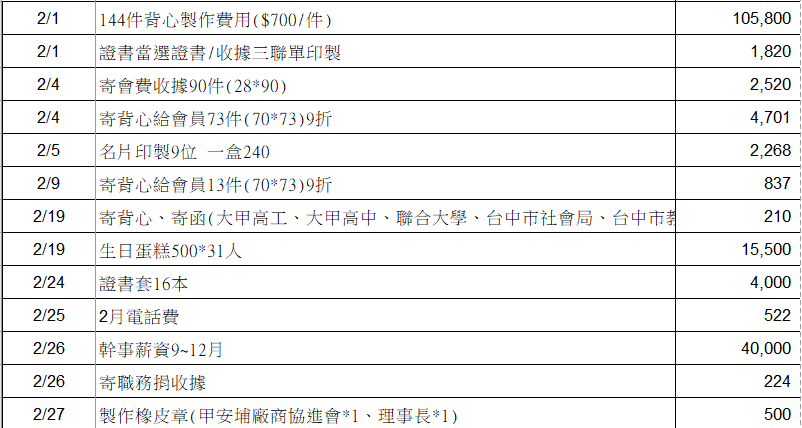 2/1 144件背心製作費用($700/件) 105,800
2/1 證書當選證書/收據三聯單印製 1,820
2/4 寄會費收據90件(28*90) 2,520
2/4 寄背心給會員73件(70*73)9折 4,701
2/5 名片印製9位 一盒240 2,268
2/9 寄背心給會員13件(70*73)9折 837
2/19 寄背心、寄函(大甲高工、大甲高中、聯合大學、台中市社會局、台中市教 210
2/19 生日蛋糕500*31人 15,500
2/24 證書套16本 4,000
2/25 2月電話費 522
2/26 幹事薪資9~12月 40,000
2/26 寄職務捐收據 224
2/27 製作橡皮章(甲安埔廠商協進會*1、理事長*1) 500